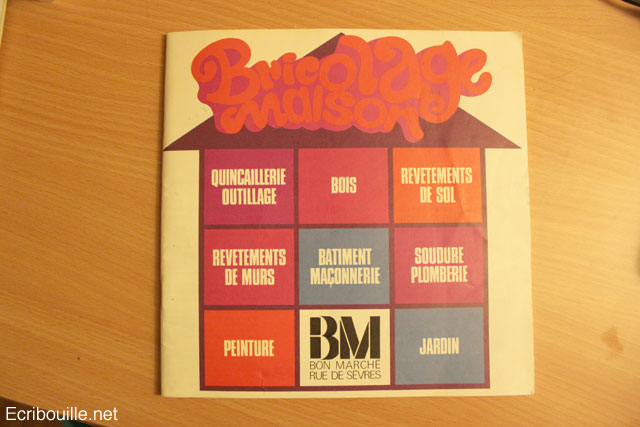 Bricolage
maison
QUINCAILLERIE
OUTILLAGE
BOIS
REVETEMENTS
DE SOL
REVETEMENTS
DE MURS
BATIMENT
MAÇONNERIE
SOUDURE
PLOMBERIE
PEINTURE
BM
BON MARCHE
RUE DE SEVRES
JARDIN
Ecribouille.net